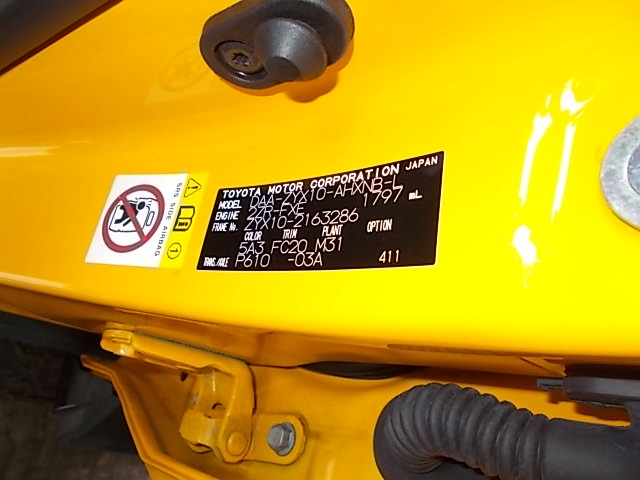 TOYOTA MOTOR CORPORATION JAPAN
MODEL DAA-ZYX10-AHXNB-L
ENGINE 2ZR-FXE 1797 mL
FRAME No. ZYX10-2163286
COLOR TRIM PLANT OPTION
5A3 FC20 M31
TRANS/AXLE P610 -03A 411
SRS SIDE AIRBAG